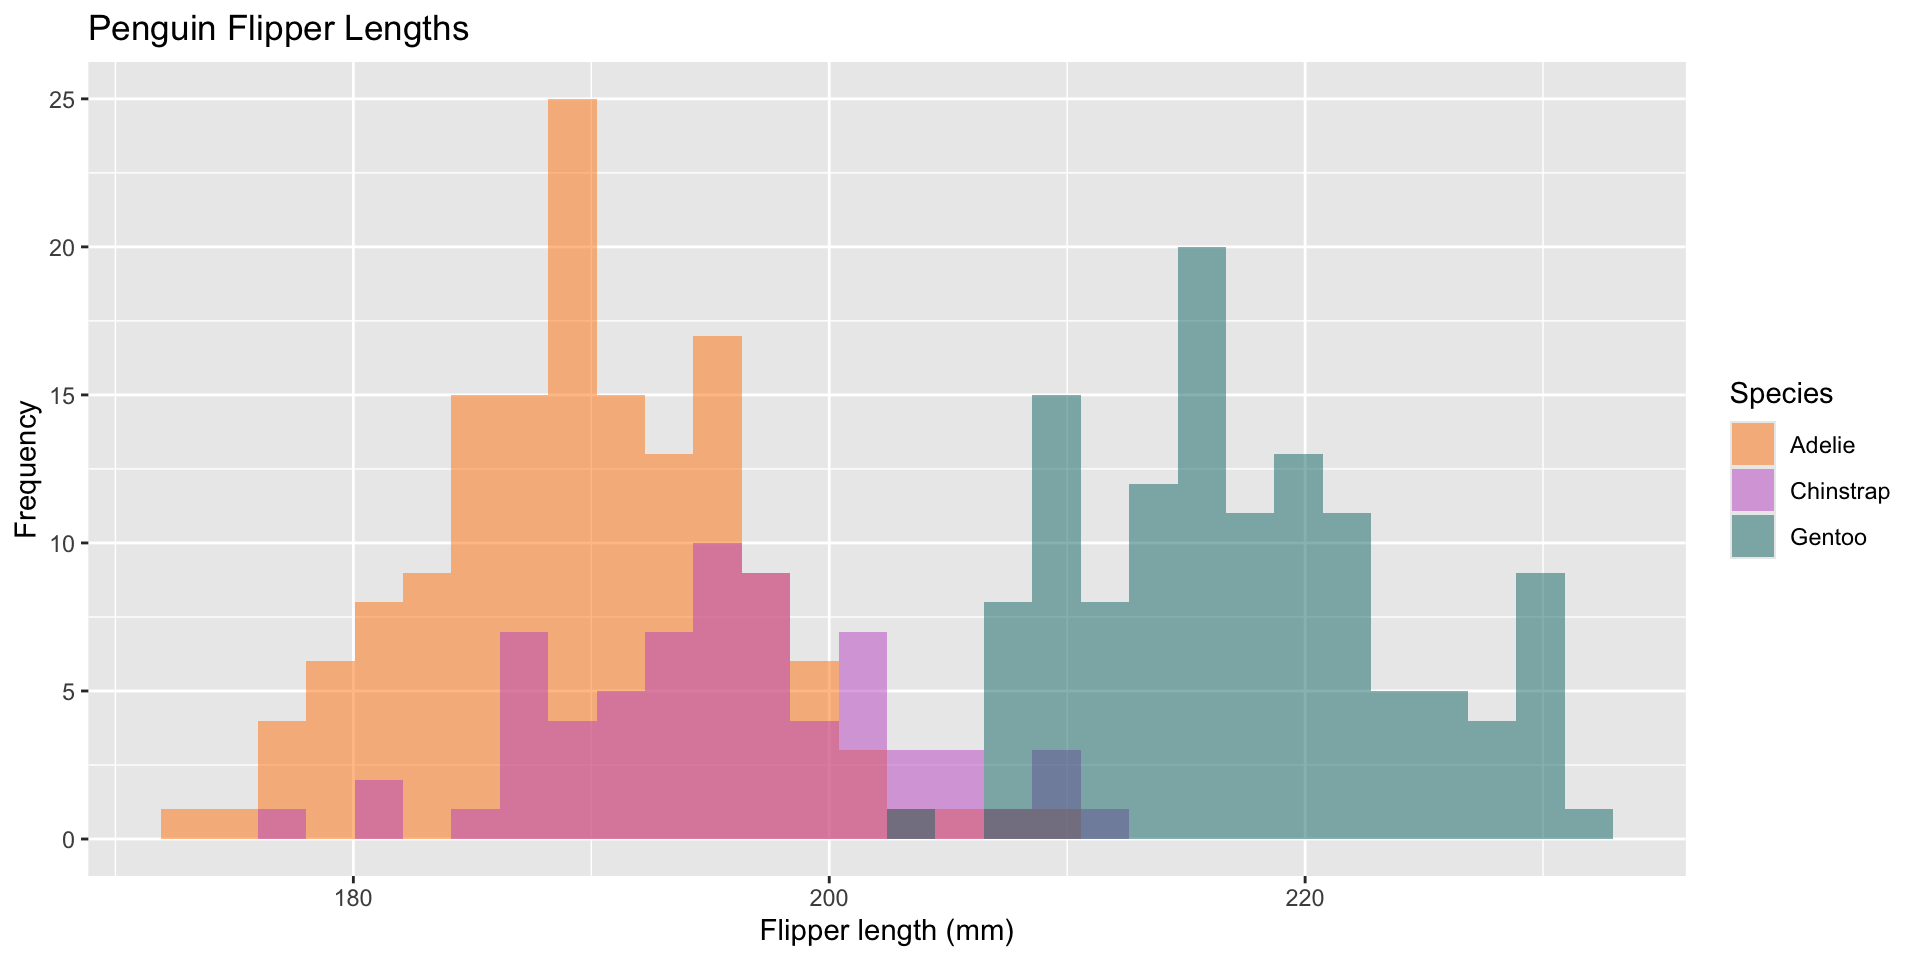 Penguin Flipper Lengths
25
20
15
10
5
0
Frequency
180 200 220
Flipper length (mm)
Species
Adelie
Chinstrap
Gentoo